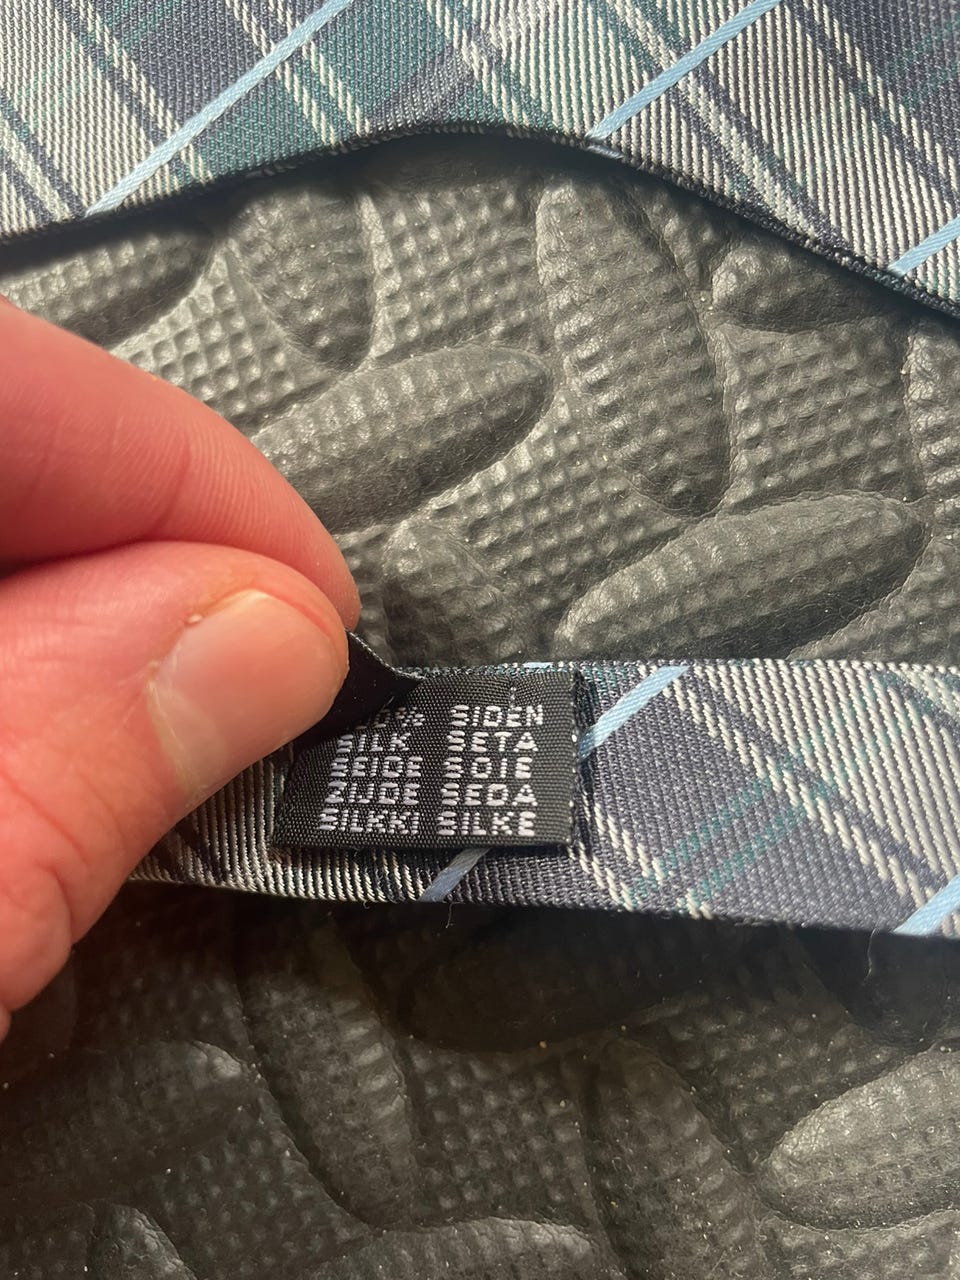 % SIDEN
SILK SETA
SEIDE SOIE
ZIJDE SEDA
SILKKI SILKE